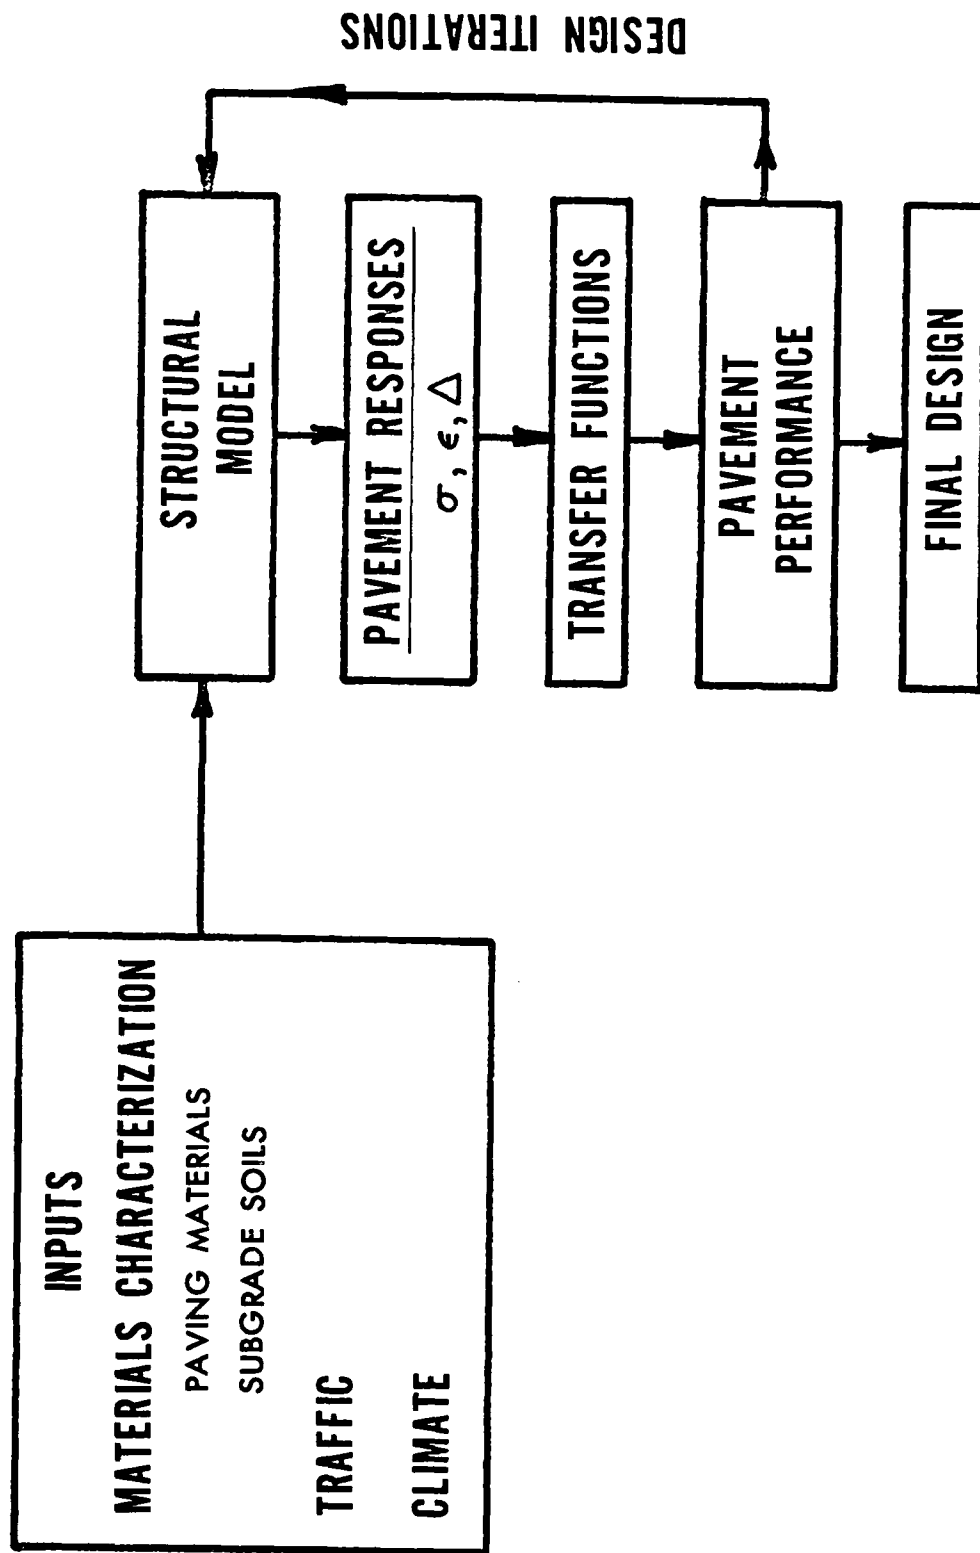 INPUTS
MATERIALS CHARACTERIZATION
PAVING MATERIALS
SUBGRADE SOILS
TRAFFIC
CLIMATE
STRUCTURAL
MODEL
PAVEMENT RESPONSES
σ, ε, Δ
TRANSFER FUNCTIONS
PAVEMENT
PERFORMANCE
FINAL DESIGN
DESIGN ITERATIONS